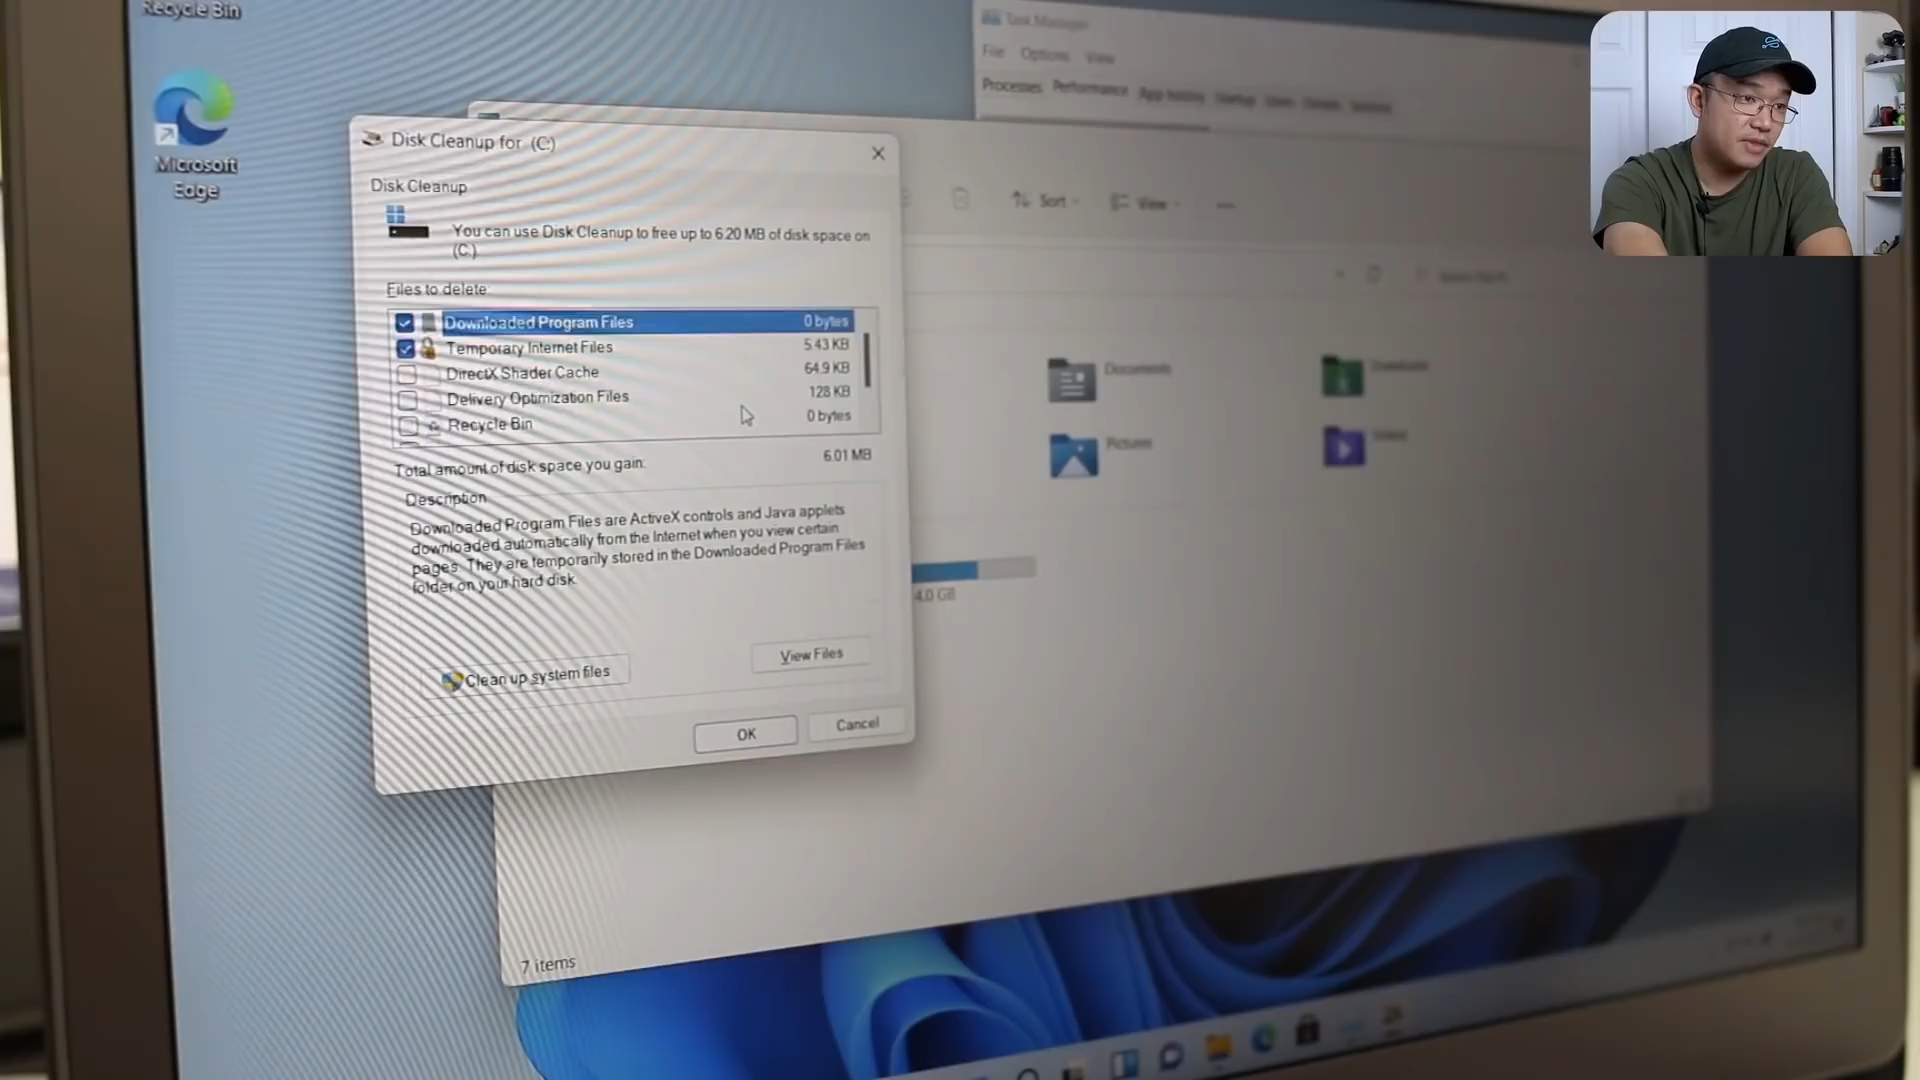 Recycle Bin
Microsoft
Edge
Task Manager
File Options View
Processes Performance App history Startup Users Details Services
Sort View
Disk Cleanup for (C:)
Disk Cleanup
You can use Disk Cleanup to free up to 6.20 MB of disk space on
(C:).
Files to delete:
Downloaded Program Files 0 bytes
Temporary Internet Files 5.43 KB
DirectX Shader Cache 64.9 KB
Delivery Optimization Files 128 KB
Recycle Bin 0 bytes
Total amount of disk space you gain: 6.01 MB
Description
Downloaded Program Files are ActiveX controls and Java applets
downloaded automatically from the Internet when you view certain
pages. They are temporarily stored in the Downloaded Program Files
folder on your hard disk.
View Files
Clean up system files
OK
Cancel
Documents
Downloads
Pictures
Videos
4.0 GB
7 items